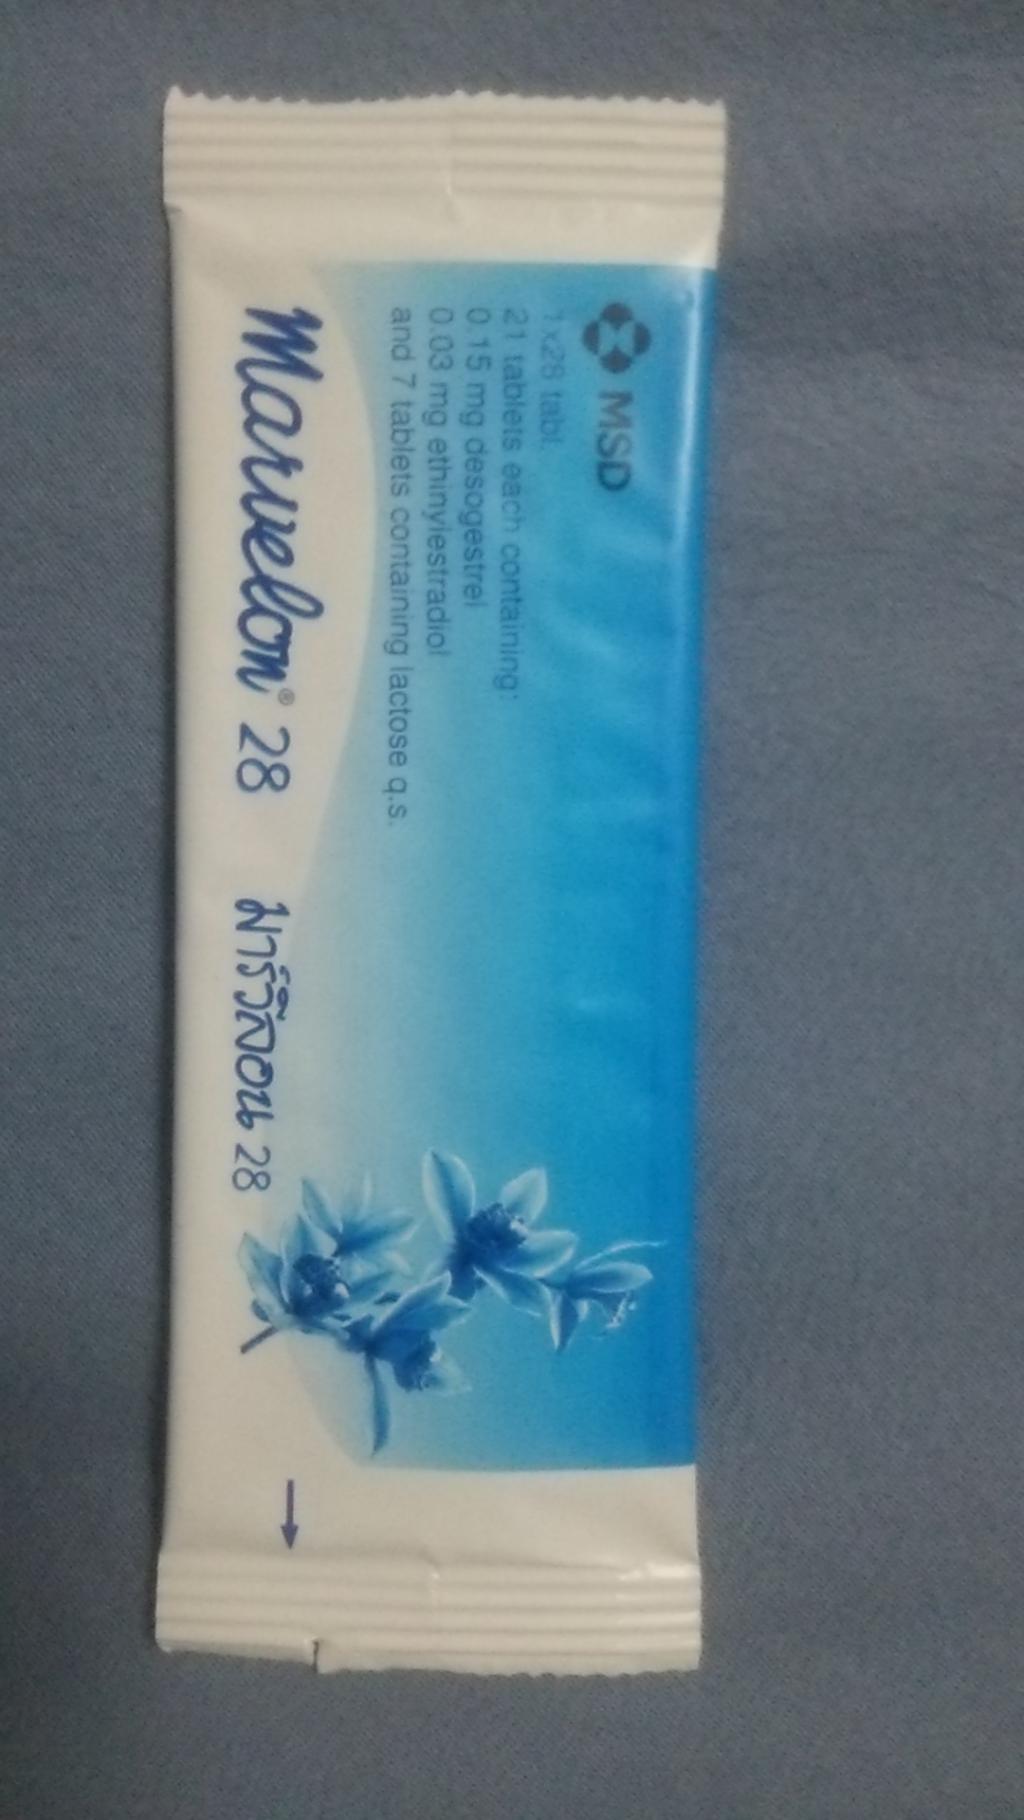 MSD
1x28 tabl.
21 tablets each containing:
0.15 mg desogestrel
0.03 mg ethinylestradiol
and 7 tablets containing lactose q.s.
Marvelon® 28 มาร์วีลอน 28